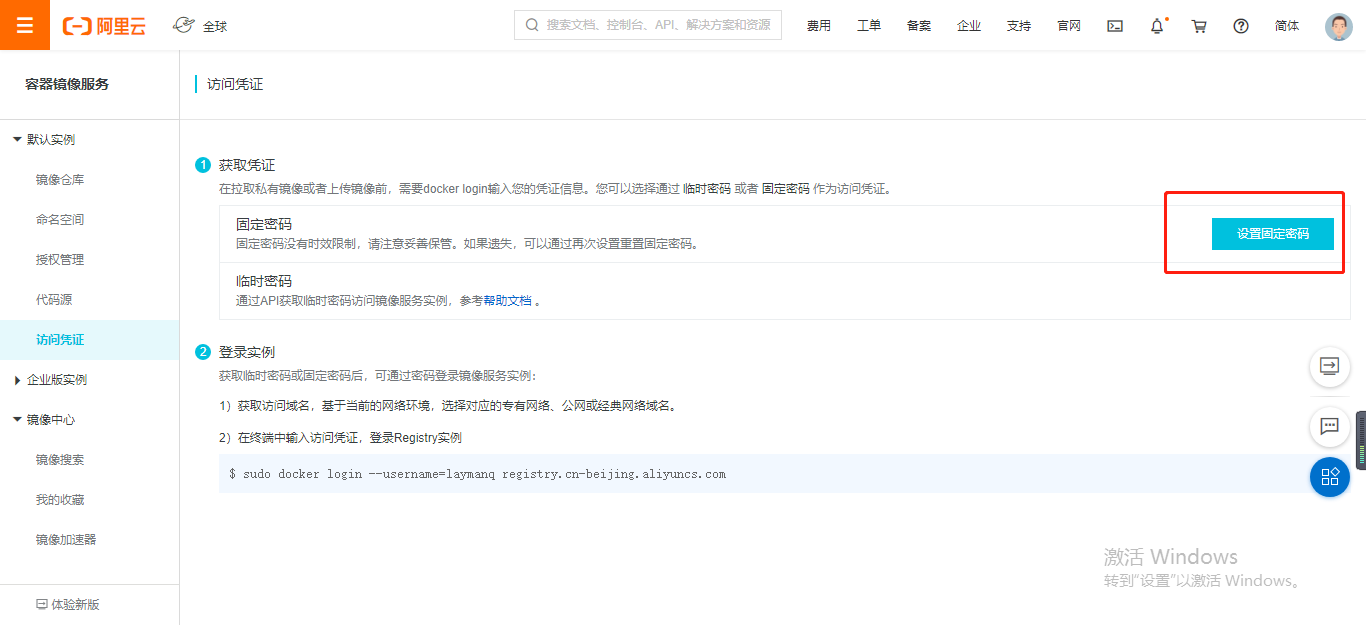 阿里云
全球
搜索文档、控制台、API、解决方案和资源
费用
工单
备案
企业
支持
官网
简体
容器镜像服务
默认实例
镜像仓库
命名空间
授权管理
代码源
访问凭证
企业版实例
镜像中心
镜像搜索
我的收藏
镜像加速器
体验新版
访问凭证
1 获取凭证
在拉取私有镜像或者上传镜像前，需要docker login输入您的凭证信息。您可以选择通过 临时密码 或者 固定密码 作为访问凭证。
固定密码
固定密码没有时效限制，请注意妥善保管。如果遗失，可以通过再次设置重置固定密码。
设置固定密码
临时密码
通过API获取临时密码访问镜像服务实例，参考帮助文档 。
2 登录实例
获取临时密码或固定密码后，可通过密码登录镜像服务实例：
1）获取访问域名，基于当前的网络环境，选择对应的专有网络、公网或经典网络域名。
2）在终端中输入访问凭证，登录Registry实例
$ sudo docker login --username=laymanq registry.cn-beijing.aliyuncs.com
激活 Windows
转到"设置"以激活 Windows。